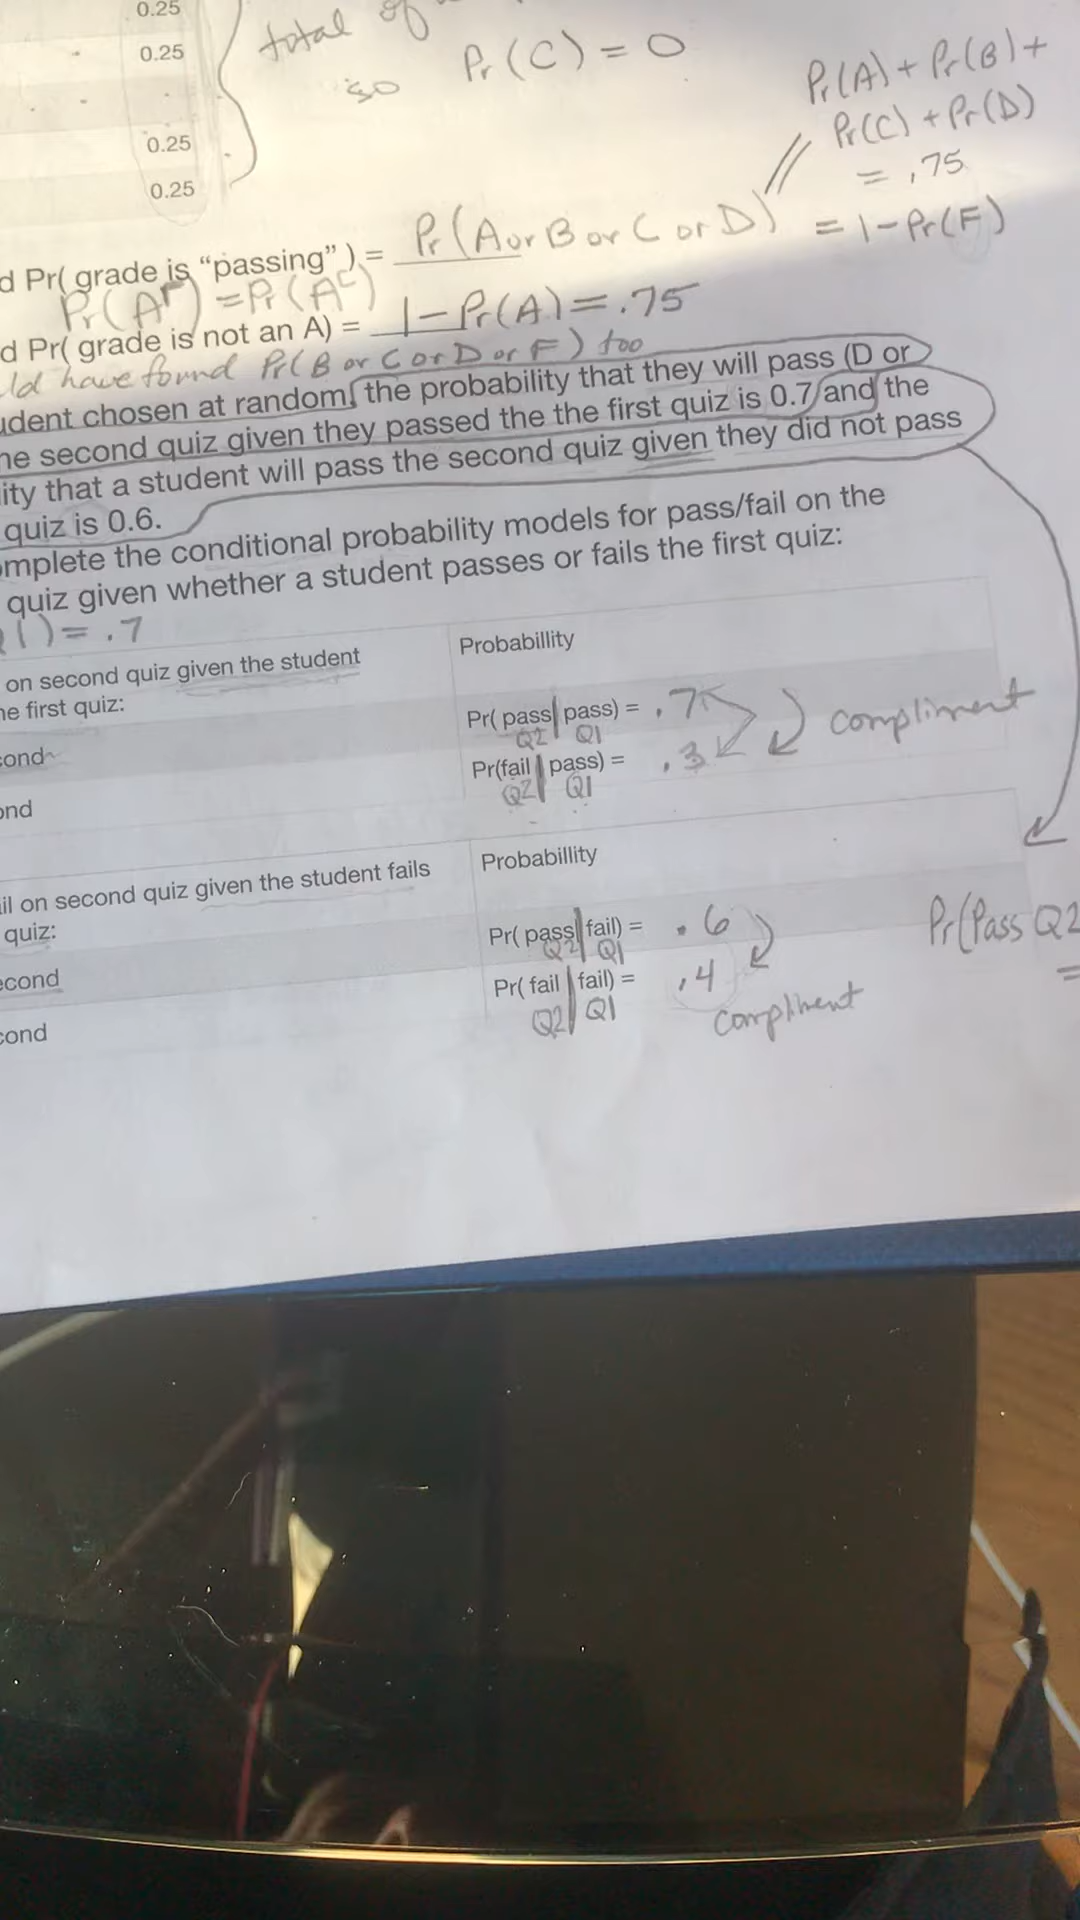 0.25
total of
0.25
so Pr(C) = 0
Pr(A) + Pr(B) +
Pr(C) + Pr(D)
= .75
0.25
0.25
d Pr( grade is “passing” ) = Pr(A or B or C or D) = 1-Pr(F)
= Pr(Aᶜ)
d Pr( grade is not an A) = 1-Pr(A) = .75
ld have found Pr(B or C or D or F) too
udent chosen at random, the probability that they will pass (D or
he second quiz given they passed the the first quiz is 0.7 and the
ity that a student will pass the second quiz given they did not pass
quiz is 0.6.
omplete the conditional probability models for pass/fail on the
quiz given whether a student passes or fails the first quiz:
1) = .7
on second quiz given the student
ne first quiz:
Probabillity
cond
Pr( pass| pass) = .7
Q2 Q1
compliment
ond
Pr(fail | pass) = .3
Q2 Q1
ail on second quiz given the student fails
quiz:
Probabillity
econd
Pr( pass| fail) = .6
Q2 Q1
Pr(Pass Q2
=
cond
Pr( fail | fail) = .4
Q2 Q1
compliment